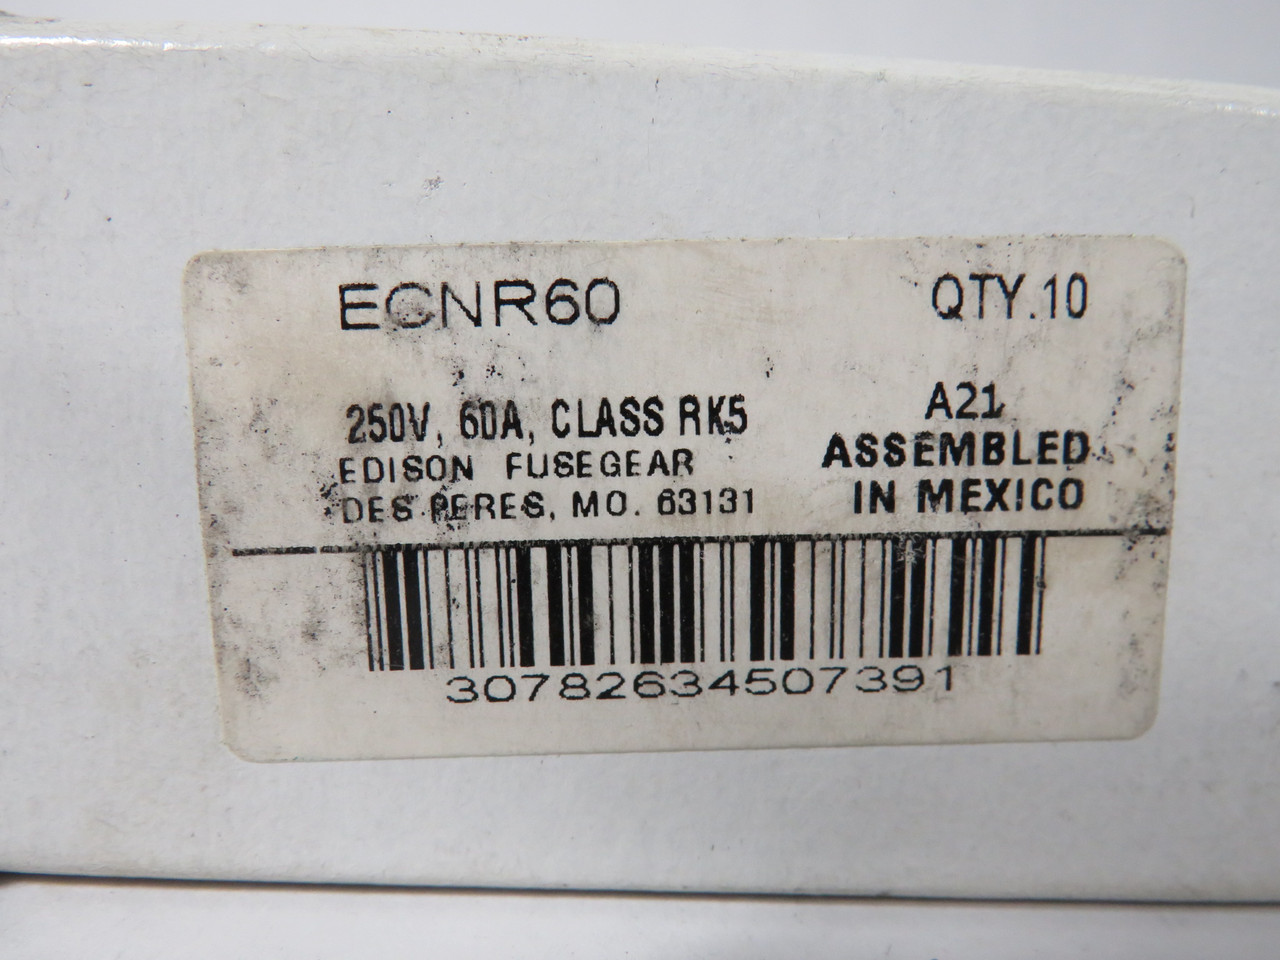 ECNR60
QTY.10
250V, 60A, CLASS RK5
A21
EDISON FUSEGEAR
ASSEMBLED
DES PERES, MO. 63131
IN MEXICO
30782634507391